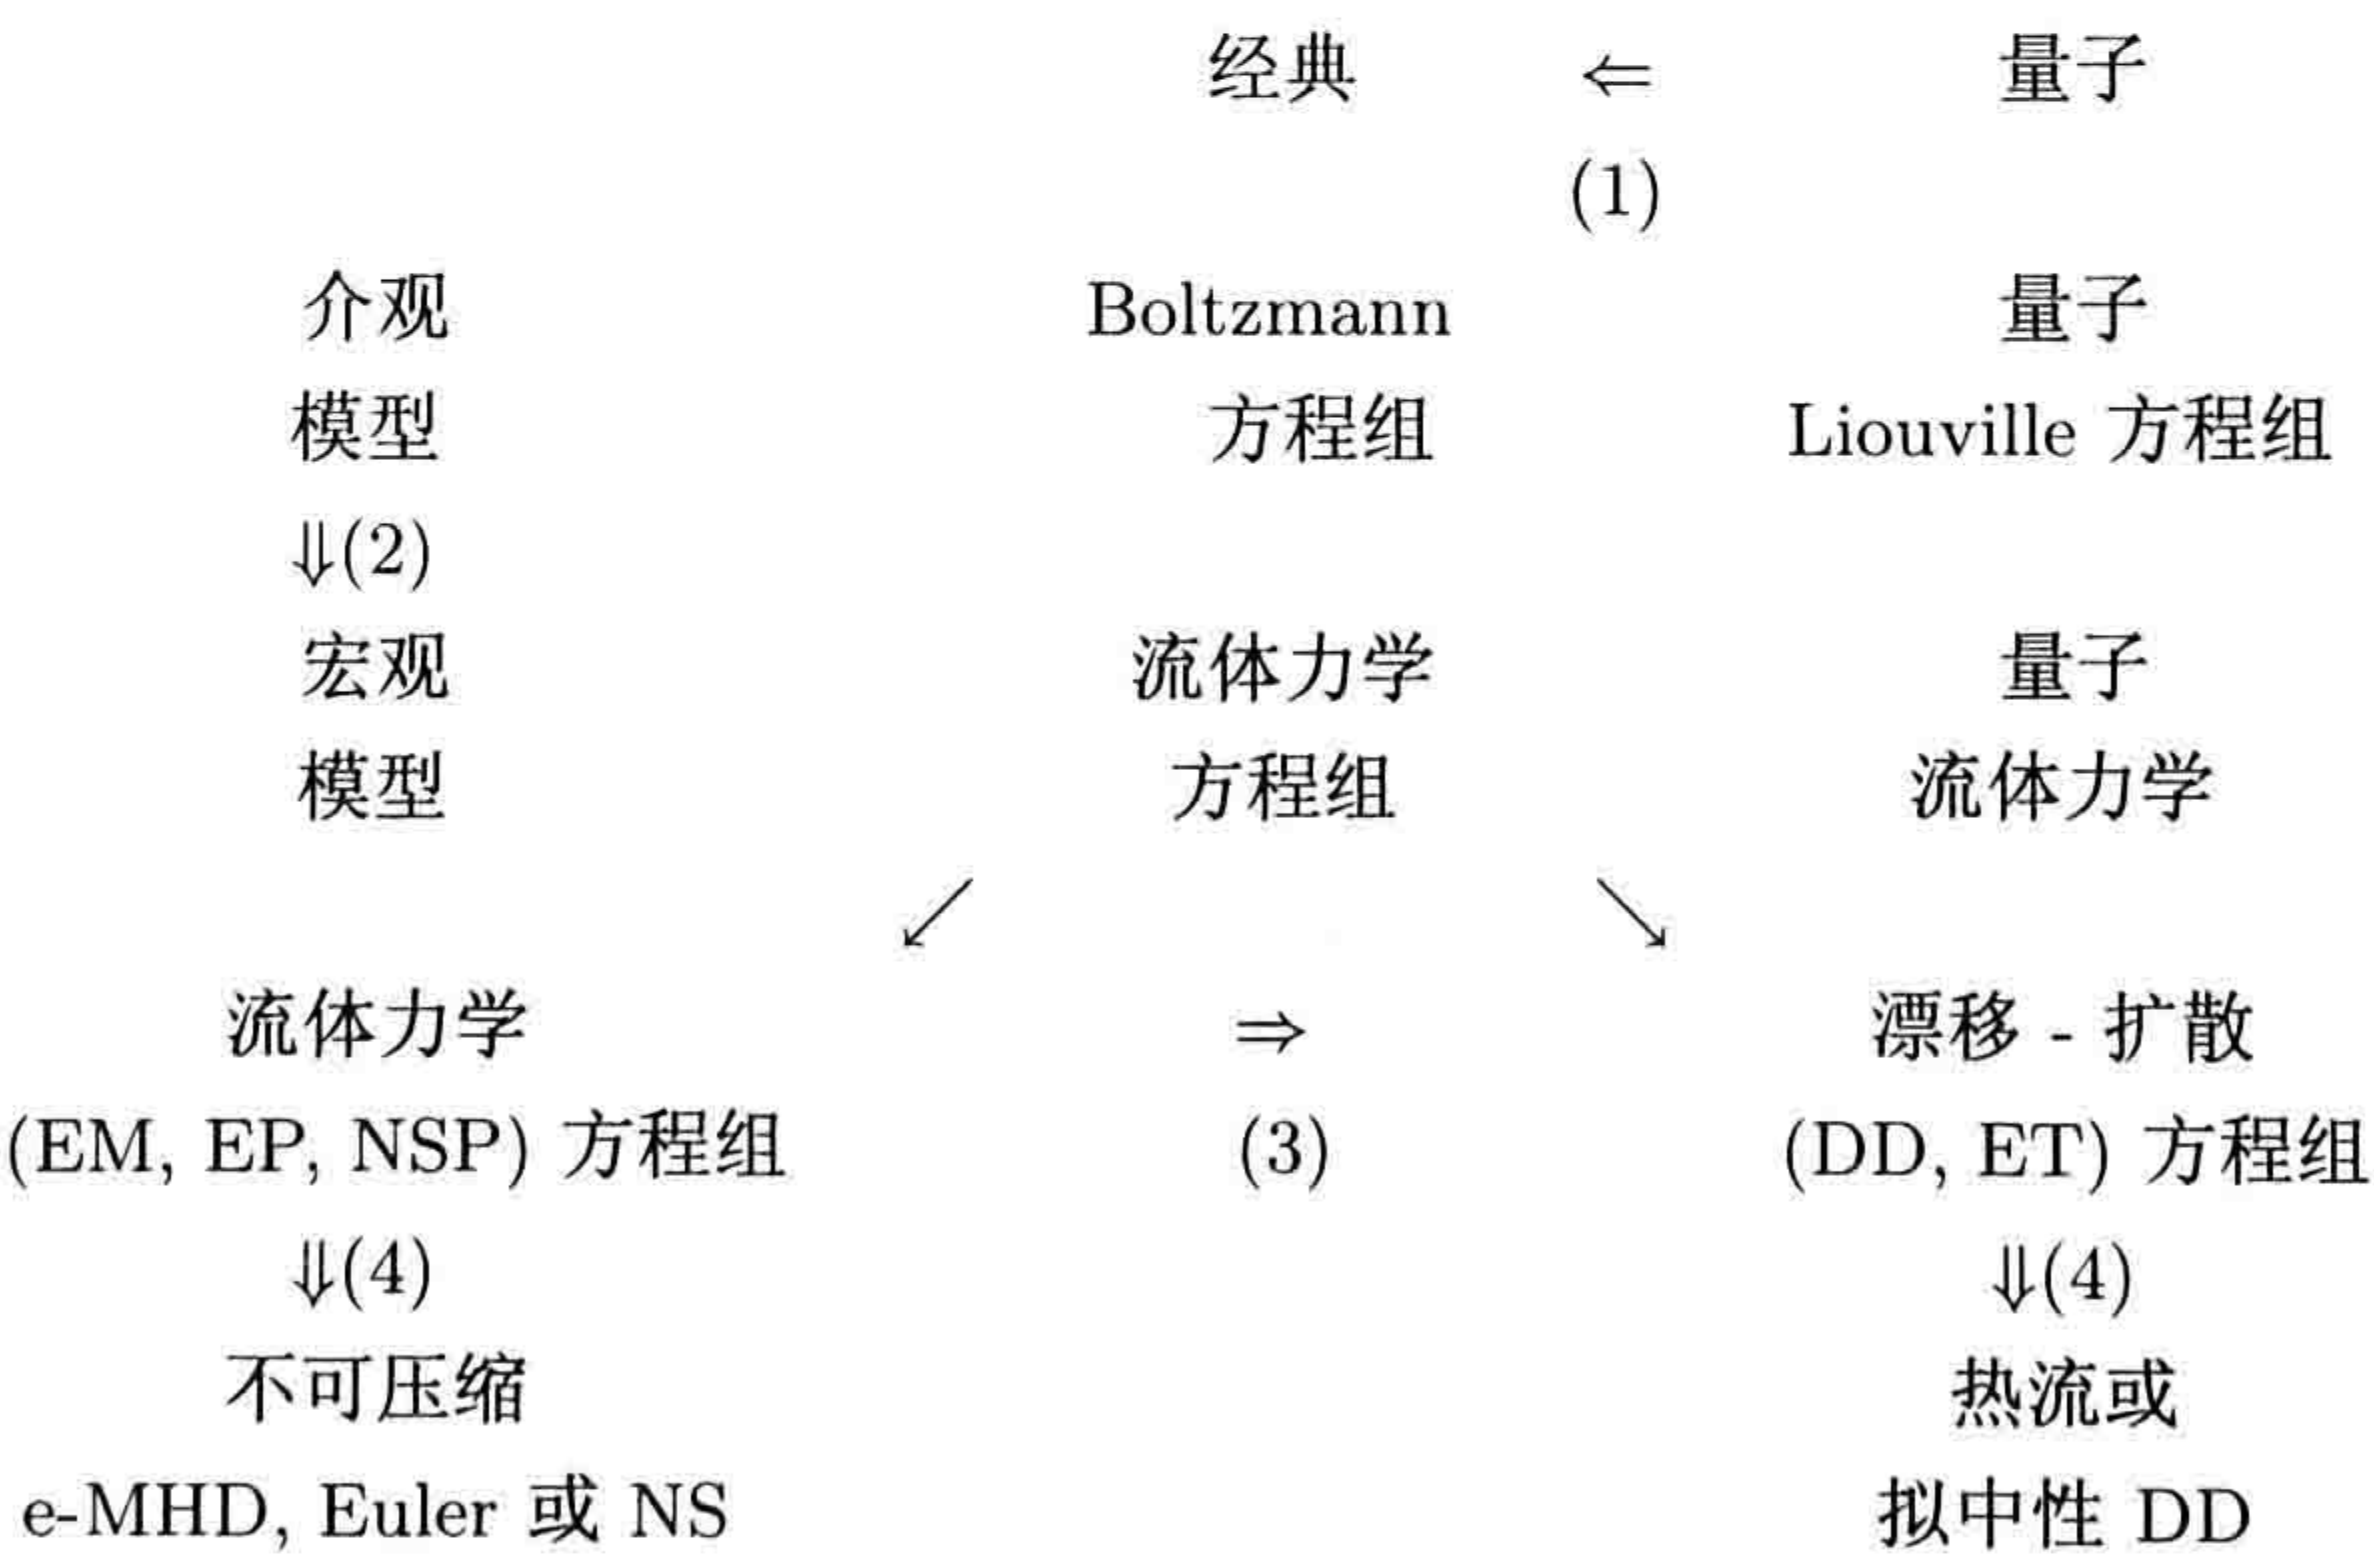 经典 ⇐ 量子
(1)
介观 Boltzmann 量子
模型 方程组 Liouville 方程组
⇓(2)
宏观 流体力学 量子
模型 方程组 流体力学
↙ ↘
流体力学 ⇒ 漂移 - 扩散
(EM, EP, NSP) 方程组 (3) (DD, ET) 方程组
⇓(4) ⇓(4)
不可压缩 热流或
e-MHD, Euler 或 NS 拟中性 DD